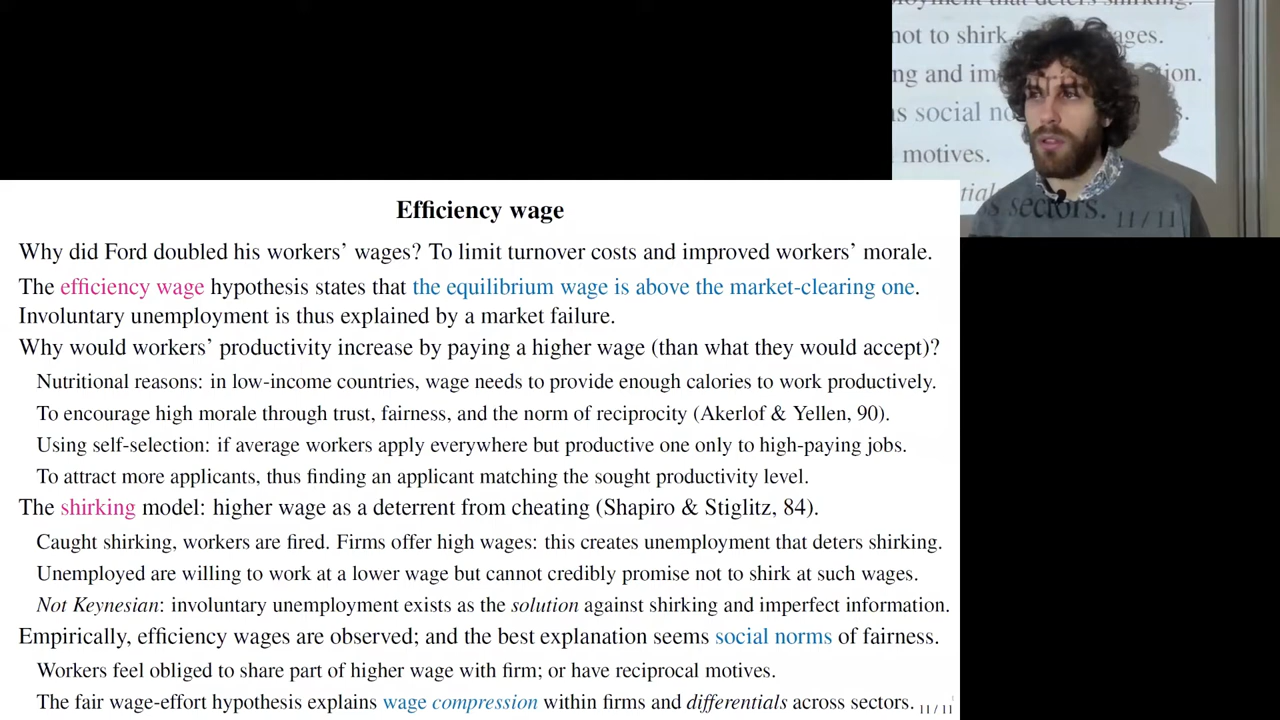 ployment that deters shirking.
not to shirk ages.
ng and im ion.
s social no s.
motives.
tial
s sectors. 11 / 11
Efficiency wage
Why did Ford doubled his workers’ wages? To limit turnover costs and improved workers’ morale.
The efficiency wage hypothesis states that the equilibrium wage is above the market-clearing one.
Involuntary unemployment is thus explained by a market failure.
Why would workers’ productivity increase by paying a higher wage (than what they would accept)?
Nutritional reasons: in low-income countries, wage needs to provide enough calories to work productively.
To encourage high morale through trust, fairness, and the norm of reciprocity (Akerlof & Yellen, 90).
Using self-selection: if average workers apply everywhere but productive one only to high-paying jobs.
To attract more applicants, thus finding an applicant matching the sought productivity level.
The shirking model: higher wage as a deterrent from cheating (Shapiro & Stiglitz, 84).
Caught shirking, workers are fired. Firms offer high wages: this creates unemployment that deters shirking.
Unemployed are willing to work at a lower wage but cannot credibly promise not to shirk at such wages.
Not Keynesian: involuntary unemployment exists as the solution against shirking and imperfect information.
Empirically, efficiency wages are observed; and the best explanation seems social norms of fairness.
Workers feel obliged to share part of higher wage with firm; or have reciprocal motives.
The fair wage-effort hypothesis explains wage compression within firms and differentials across sectors. 11 / 11